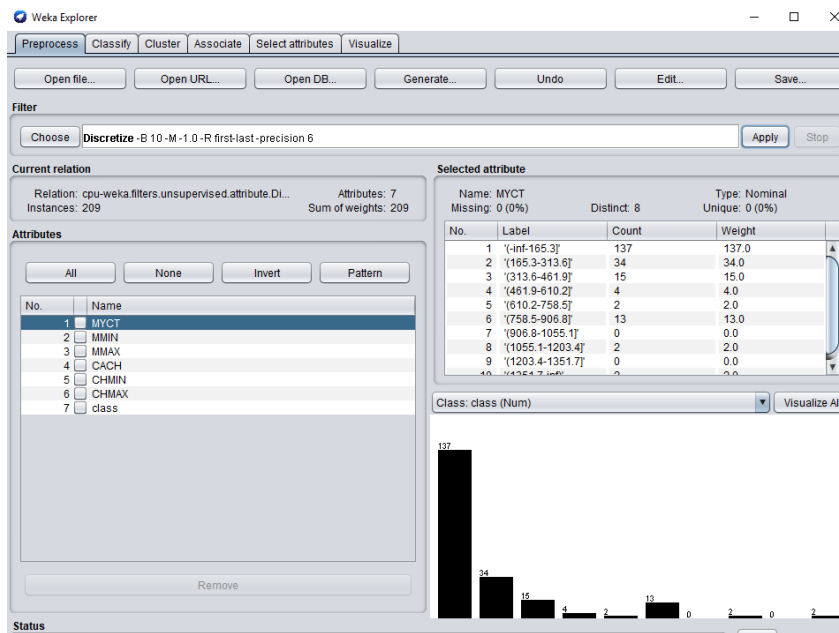 Weka Explorer
Preprocess Classify Cluster Associate Select attributes Visualize
Open file... Open URL... Open DB... Generate... Undo Edit... Save...
Filter
Choose Discretize -B 10 -M -1.0 -R first-last -precision 6 Apply Stop
Current relation
Relation: cpu-weka.filters.unsupervised.attribute.Di... Attributes: 7
Instances: 209 Sum of weights: 209
Attributes
All None Invert Pattern
No. Name
1 MYCT
2 MMIN
3 MMAX
4 CACH
5 CHMIN
6 CHMAX
7 class
Remove
Status
Selected attribute
Name: MYCT Type: Nominal
Missing: 0 (0%) Distinct: 8 Unique: 0 (0%)
No. Label Count Weight
1 '(-inf-165.3]' 137 137.0
2 '(165.3-313.6]' 34 34.0
3 '(313.6-461.9]' 15 15.0
4 '(461.9-610.2]' 4 4.0
5 '(610.2-758.5]' 2 2.0
6 '(758.5-906.8]' 13 13.0
7 '(906.8-1055.1]' 0 0.0
8 '(1055.1-1203.4]' 2 2.0
9 '(1203.4-1351.7]' 0 0.0
10 '(1351.7-inf)' 2 2.0
Class: class (Num) Visualize Al
137
34
15
4
2
13
0
2
0
2